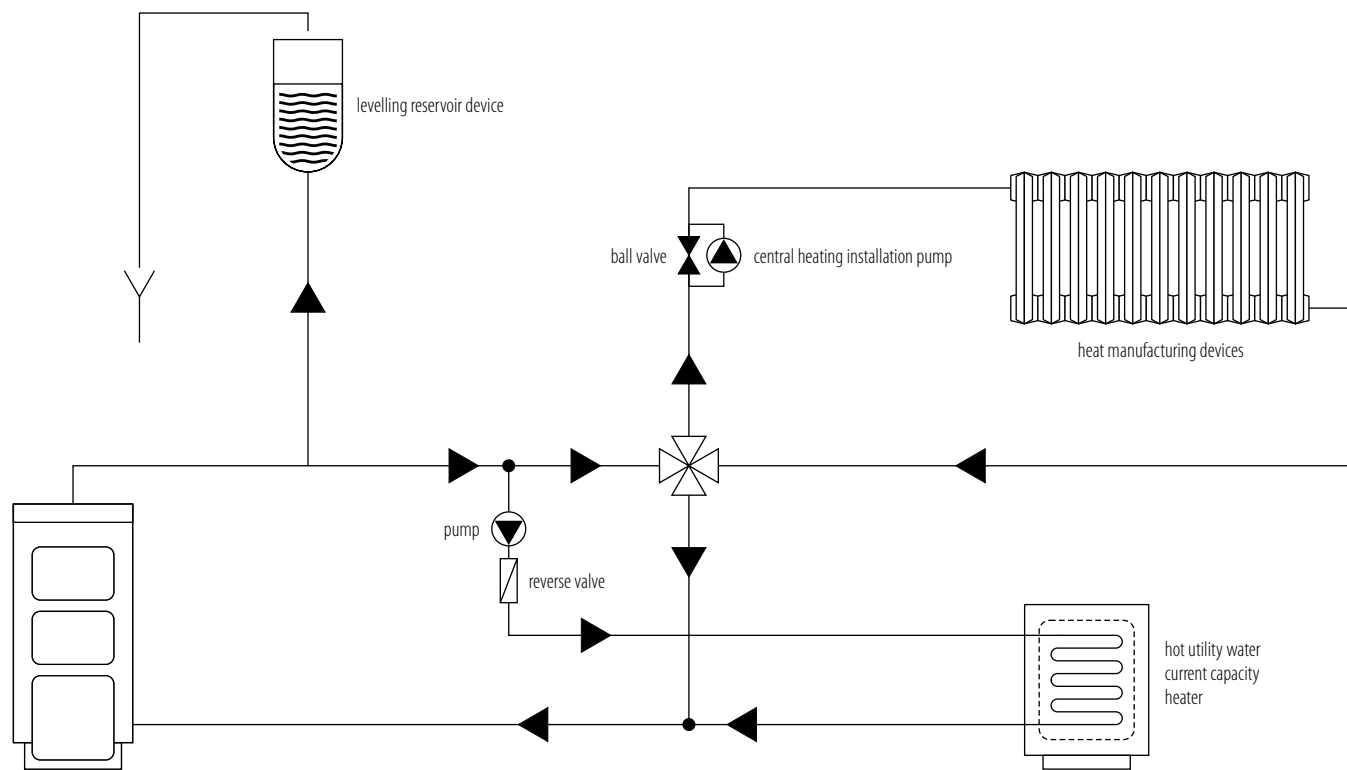 levelling reservoir device
ball valve
central heating installation pump
heat manufacturing devices
pump
reverse valve
hot utility water
current capacity
heater